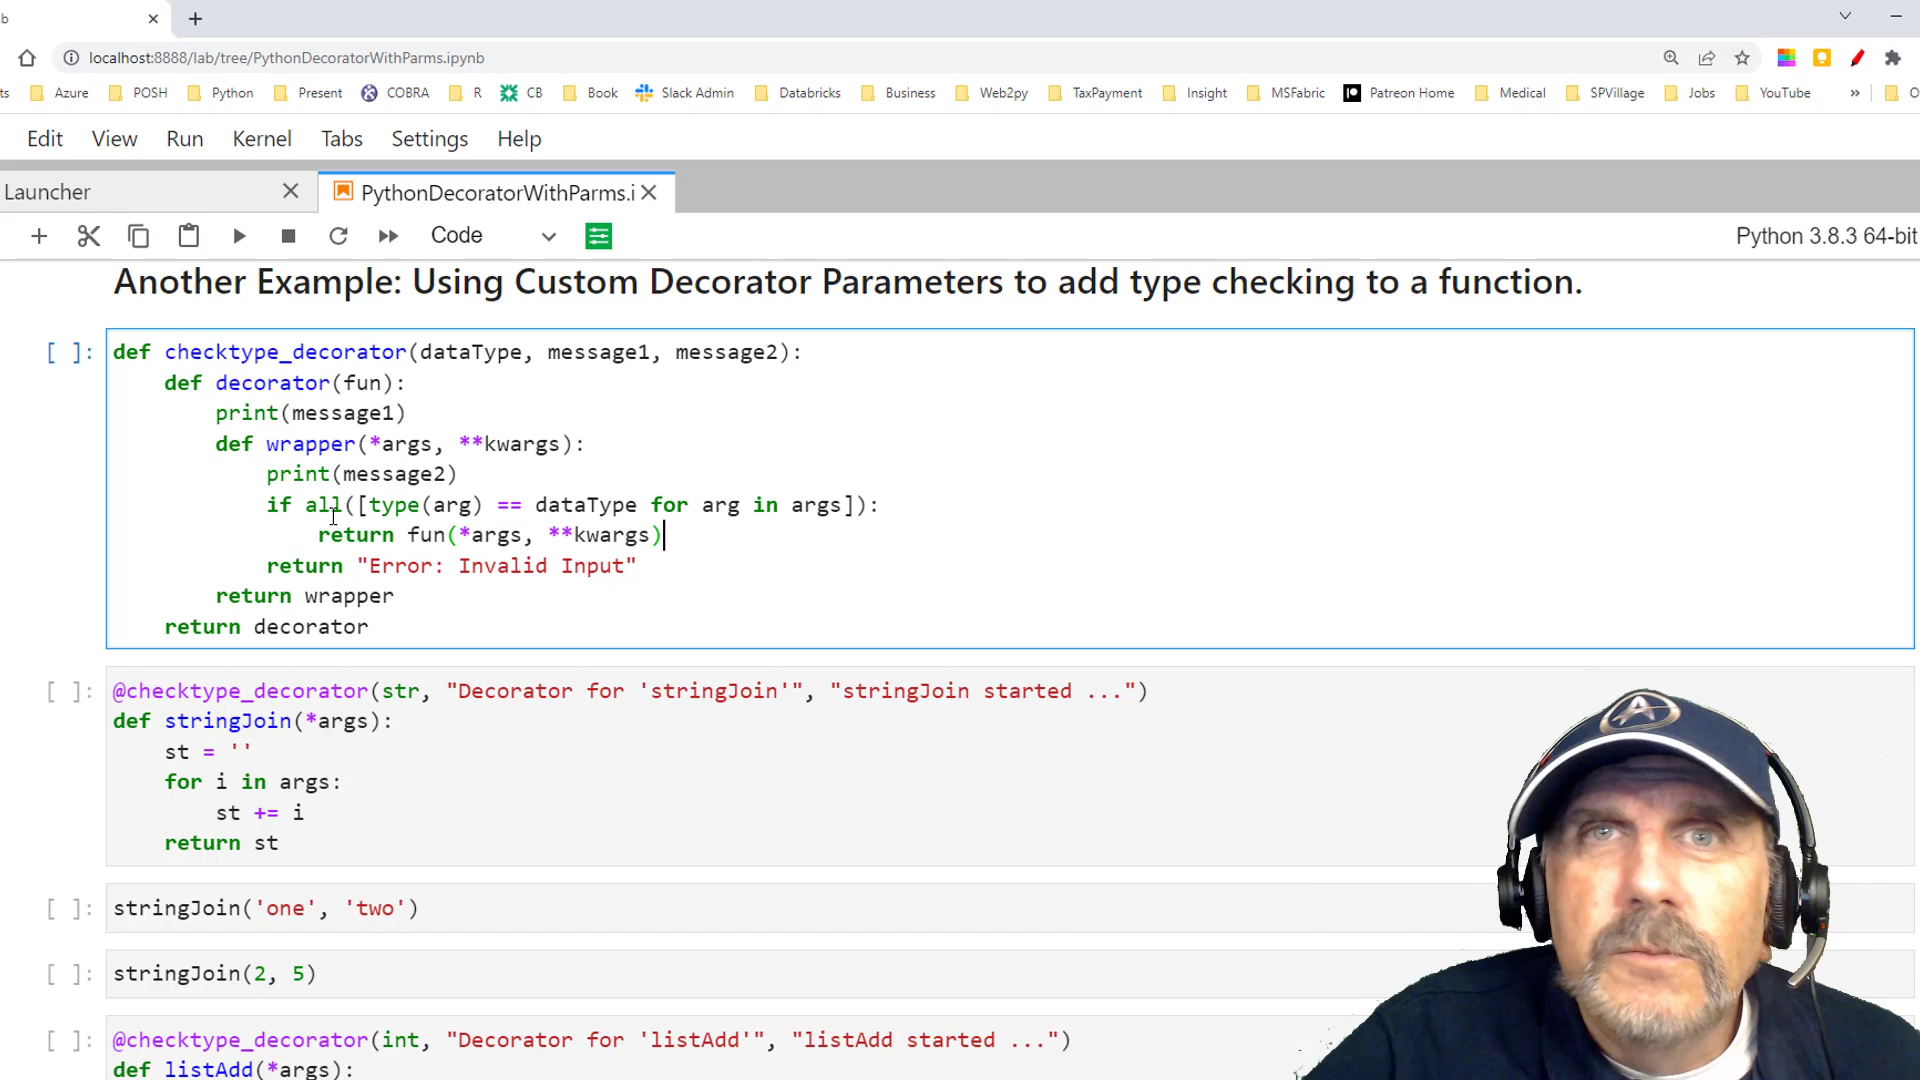 b
localhost:8888/lab/tree/PythonDecoratorWithParms.ipynb
ts Azure POSH Python Present COBRA R CB Book Slack Admin Databricks Business Web2py TaxPayment Insight MSFabric Patreon Home Medical SPVillage Jobs YouTube » O
Edit View Run Kernel Tabs Settings Help
Launcher PythonDecoratorWithParms.i
Code Python 3.8.3 64-bit
Another Example: Using Custom Decorator Parameters to add type checking to a function.
[ ]: def checktype_decorator(dataType, message1, message2):
def decorator(fun):
print(message1)
def wrapper(*args, **kwargs):
print(message2)
if all([type(arg) == dataType for arg in args]):
return fun(*args, **kwargs)
return "Error: Invalid Input"
return wrapper
return decorator
[ ]: @checktype_decorator(str, "Decorator for 'stringJoin'", "stringJoin started ...")
def stringJoin(*args):
st = ''
for i in args:
st += i
return st
[ ]: stringJoin('one', 'two')
[ ]: stringJoin(2, 5)
[ ]: @checktype_decorator(int, "Decorator for 'listAdd'", "listAdd started ...")
def listAdd(*args):